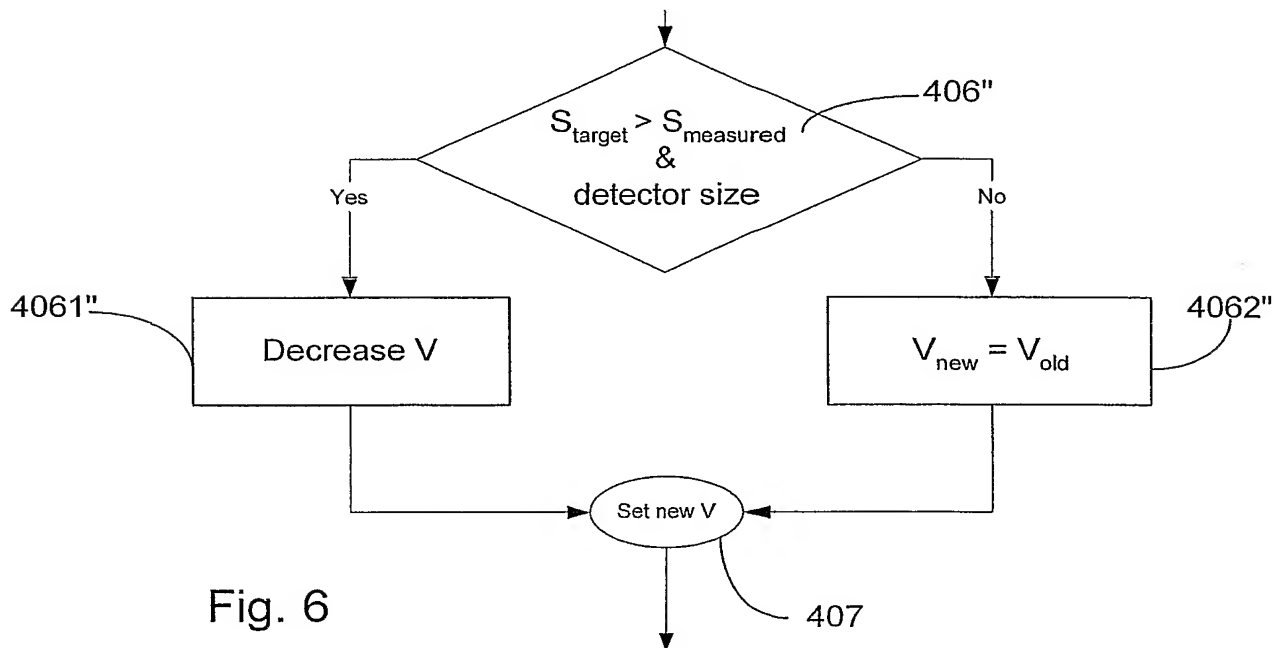 406"
S_target > S_measured
&
detector size
Yes
No
4061"
Decrease V
4062"
V_new = V_old
Set new V
407
Fig. 6